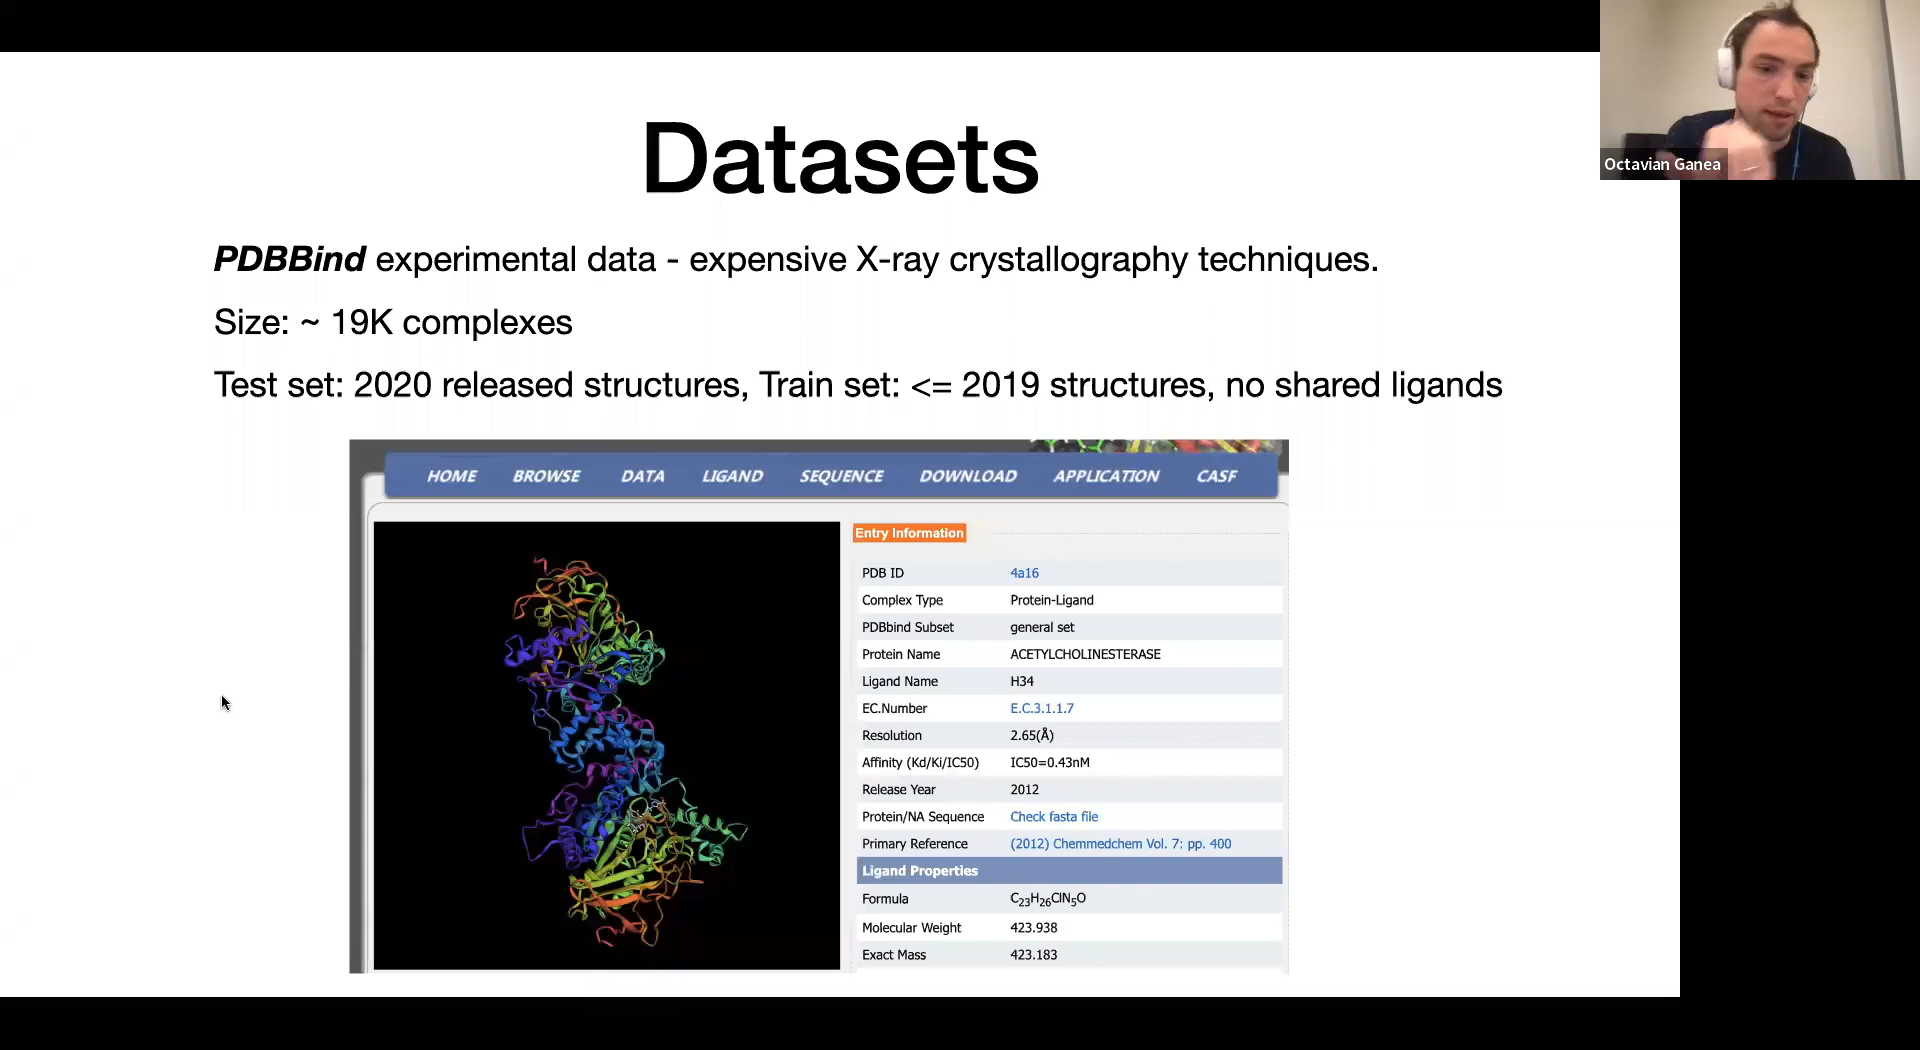 Datasets
Octavian Ganea
PDBBind experimental data - expensive X-ray crystallography techniques.
Size: ~ 19K complexes
Test set: 2020 released structures, Train set: <= 2019 structures, no shared ligands
HOME BROWSE DATA LIGAND SEQUENCE DOWNLOAD APPLICATION CASF
Entry Information
PDB ID 4a16
Complex Type Protein-Ligand
PDBbind Subset general set
Protein Name ACETYLCHOLINESTERASE
Ligand Name H34
EC.Number E.C.3.1.1.7
Resolution 2.65(Å)
Affinity (Kd/Ki/IC50) IC50=0.43nM
Release Year 2012
Protein/NA Sequence Check fasta file
Primary Reference (2012) Chemmedchem Vol. 7: pp. 400
Ligand Properties
Formula C₂₃H₂₆ClN₅O
Molecular Weight 423.938
Exact Mass 423.183